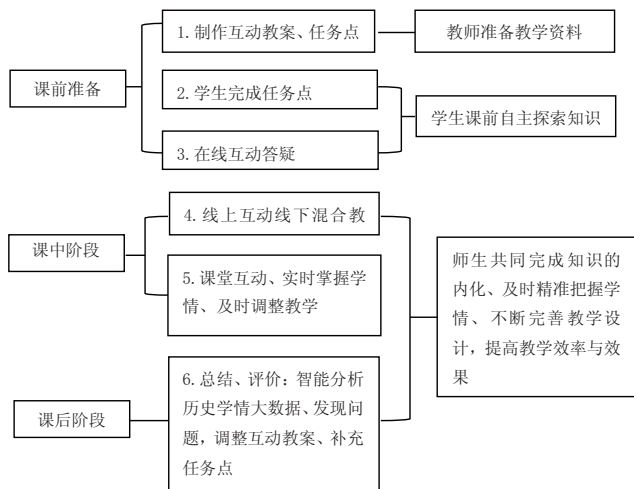 1.制作互动教案、任务点
教师准备教学资料
课前准备
2.学生完成任务点
学生课前自主探索知识
3.在线互动答疑
4.线上互动线下混合教
课中阶段
5.课堂互动、实时掌握学
情、及时调整教学
师生共同完成知识的
内化、及时精准把握学
情、不断完善教学设
计，提高教学效率与效
果
课后阶段
6.总结、评价：智能分析
历史学情大数据、发现问
题，调整互动教案、补充
任务点